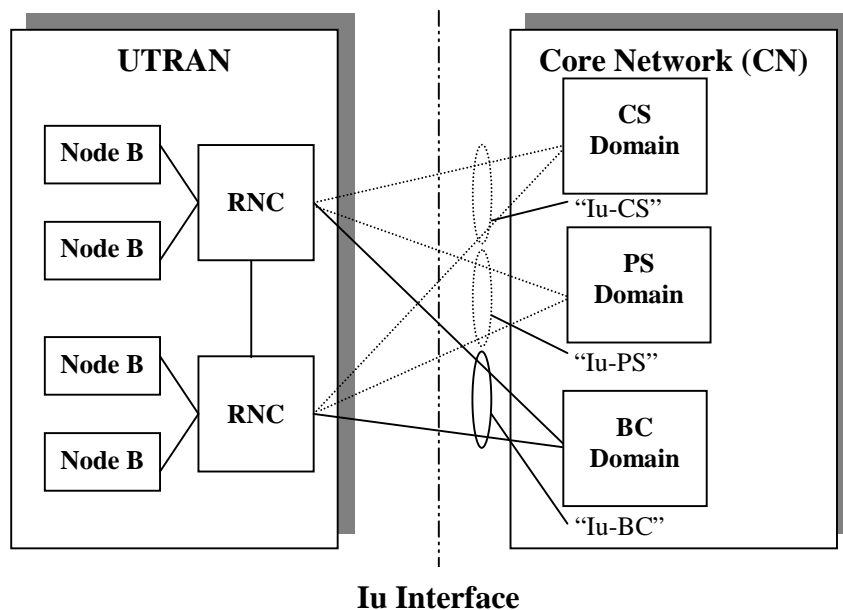 UTRAN
Core Network (CN)
Node B
Node B
RNC
Node B
Node B
RNC
CS
Domain
“Iu-CS”
PS
Domain
“Iu-PS”
BC
Domain
“Iu-BC”
Iu Interface